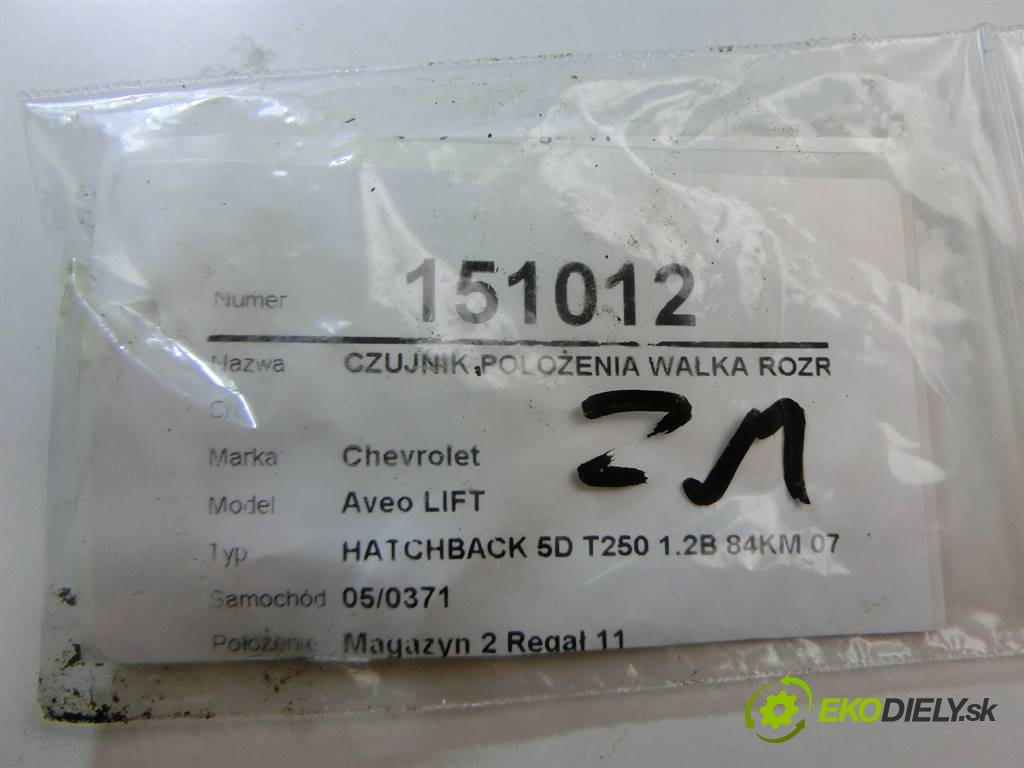 Numer 151012
Nazwa CZUJNIK POLOŻENIA WALKA ROZR
Marka Chevrolet
Model Aveo LIFT
Typ HATCHBACK 5D T250 1.2B 84KM 07
Samochód 05/0371
Położenie Magazyn 2 Regał 11
EKODIELY.sk